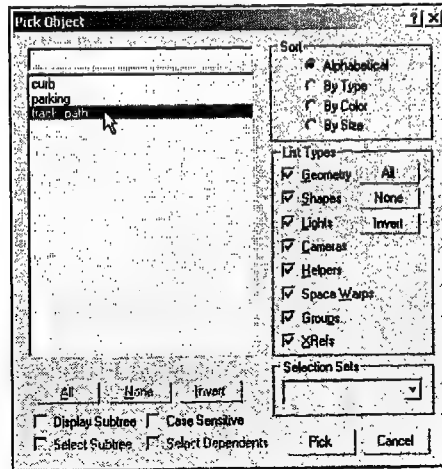 Pick Object
? X
curb
parking
track_path
Sort
Alphabetical
By Type
By Color
By Size
List Types
Geometry
Shapes
Lights
Cameras
Helpers
Space Warps
Groups
XRefs
All
None
Invert
Selection Sets
All None Invert
Display Subtree Case Sensitive
Select Subtree Select Dependents
Pick Cancel